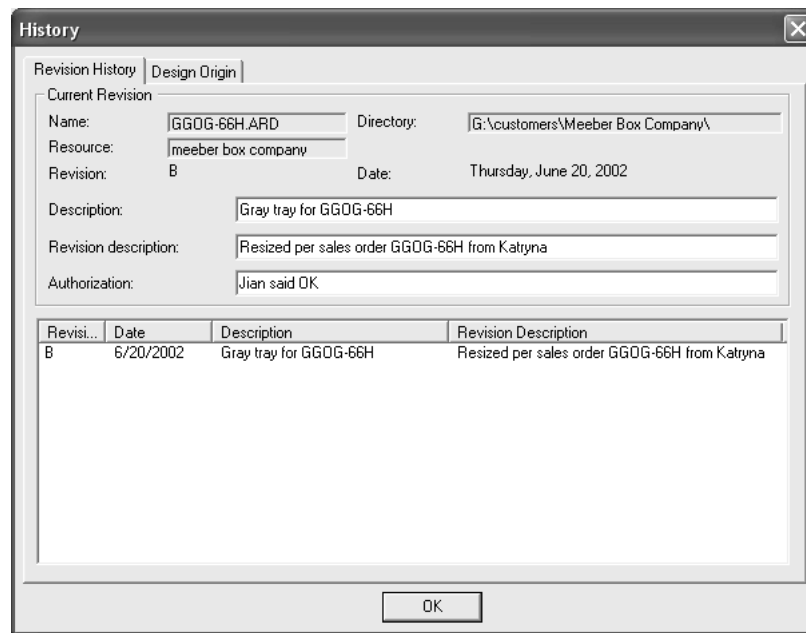 History
Revision History Design Origin
Current Revision
Name: GGOG-66H.ARD Directory: G:\customers\Meeber Box Company\
Resource: meeber box company
Revision: B Date: Thursday, June 20, 2002
Description: Gray tray for GGOG-66H
Revision description: Resized per sales order GGOG-66H from Katryna
Authorization: Jian said OK
Revisi... Date Description Revision Description
B 6/20/2002 Gray tray for GGOG-66H Resized per sales order GGOG-66H from Katryna
OK